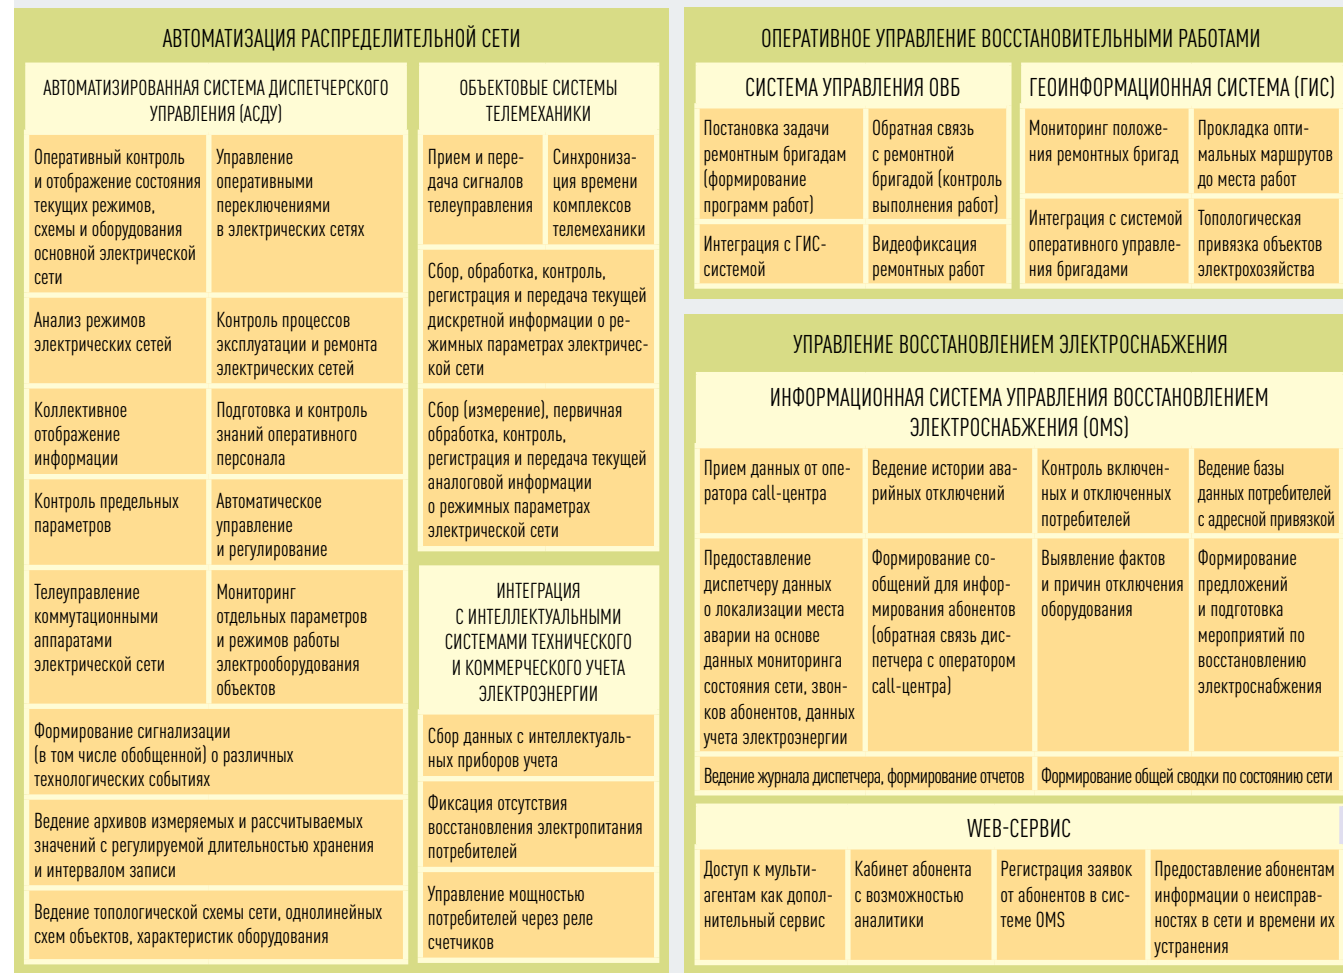 АВТОМАТИЗАЦИЯ РАСПРЕДЕЛИТЕЛЬНОЙ СЕТИ
АВТОМАТИЗИРОВАННАЯ СИСТЕМА ДИСПЕТЧЕРСКОГО
УПРАВЛЕНИЯ (АСДУ)
Оперативный контроль
и отображение состояния
текущих режимов,
схемы и оборудования
основной электрической
сети
Управление
оперативными
переключениями
в электрических сетях
Анализ режимов
электрических сетей
Контроль процессов
эксплуатации и ремонта
электрических сетей
Коллективное
отображение
информации
Подготовка и контроль
знаний оперативного
персонала
Контроль предельных
параметров
Автоматическое
управление
и регулирование
Телеуправление
коммутационными
аппаратами
электрической сети
Мониторинг
отдельных параметров
и режимов работы
электрооборудования
объектов
Формирование сигнализации
(в том числе обобщенной) о различных
технологических событиях
Ведение архивов измеряемых и рассчитываемых
значений с регулируемой длительностью хранения
и интервалом записи
Ведение топологической схемы сети, однолинейных
схем объектов, характеристик оборудования
ОБЪЕКТОВЫЕ СИСТЕМЫ
ТЕЛЕМЕХАНИКИ
Прием и пере-
дача сигналов
телеуправления
Синхрониза-
ция времени
комплексов
телемеханики
Сбор, обработка, контроль,
регистрация и передача текущей
дискретной информации о ре-
жимных параметрах электричес-
кой сети
Сбор (измерение), первичная
обработка, контроль,
регистрация и передача текущей
аналоговой информации
о режимных параметрах
электрической сети
ИНТЕГРАЦИЯ
С ИНТЕЛЛЕКТУАЛЬНЫМИ
СИСТЕМАМИ ТЕХНИЧЕСКОГО
И КОММЕРЧЕСКОГО УЧЕТА
ЭЛЕКТРОЭНЕРГИИ
Сбор данных с интеллектуаль-
ных приборов учета
Фиксация отсутствия
восстановления электропитания
потребителей
Управление мощностью
потребителей через реле
счетчиков
ОПЕРАТИВНОЕ УПРАВЛЕНИЕ ВОССТАНОВИТЕЛЬНЫМИ РАБОТАМИ
СИСТЕМА УПРАВЛЕНИЯ ОВБ
Постановка задачи
ремонтным бригадам
(формирование
программ работ)
Обратная связь
с ремонтной
бригадой (контроль
выполнения работ)
Интеграция с ГИС-
системой
Видеофиксация
ремонтных работ
ГЕОИНФОРМАЦИОННАЯ СИСТЕМА (ГИС)
Мониторинг положе-
ния ремонтных бригад
Прокладка опти-
мальных маршрутов
до места работ
Интеграция с системой
оперативного управле-
ния бригадами
Топологическая
привязка объектов
электрохозяйства
УПРАВЛЕНИЕ ВОССТАНОВЛЕНИЕМ ЭЛЕКТРОСНАБЖЕНИЯ
ИНФОРМАЦИОННАЯ СИСТЕМА УПРАВЛЕНИЯ ВОССТАНОВЛЕНИЕМ
ЭЛЕКТРОСНАБЖЕНИЯ (OMS)
Прием данных от опе-
ратора call-центра
Ведение истории ава-
рийных отключений
Контроль включен-
ных и отключенных
потребителей
Ведение базы
данных потребителей
с адресной привязкой
Предоставление
диспетчеру данных
о локализации места
аварии на основе
данных мониторинга
состояния сети, звон-
ков абонентов, данных
учета электроэнергии
Формирование со-
общений для инфор-
мирования абонентов
(обратная связь дис-
петчера с оператором
call-центра)
Выявление фактов
и причин отключения
оборудования
Формирование
предложений
и подготовка
мероприятий по
восстановлению
электроснабжения
Ведение журнала диспетчера, формирование отчетов
Формирование общей сводки по состоянию сети
WEB-СЕРВИС
Доступ к мульти-
агентам как допол-
нительный сервис
Кабинет абонента
с возможностью
аналитики
Регистрация заявок
от абонентов в сис-
теме OMS
Предоставление абонентам
информации о неисправ-
ностях в сети и времени их
устранения